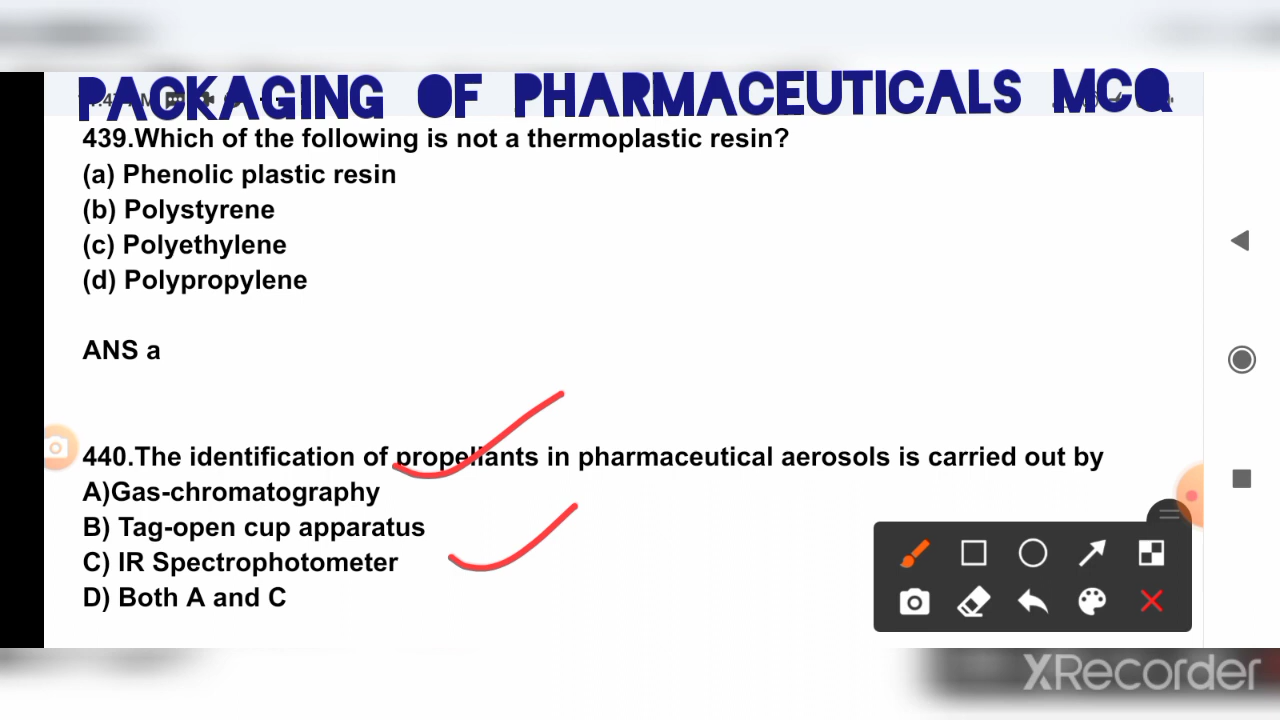 PACKAGING OF PHARMACEUTICALS MCQ
439.Which of the following is not a thermoplastic resin?
(a) Phenolic plastic resin
(b) Polystyrene
(c) Polyethylene
(d) Polypropylene
ANS a
440.The identification of propellants in pharmaceutical aerosols is carried out by
A)Gas-chromatography
B) Tag-open cup apparatus
C) IR Spectrophotometer
D) Both A and C
XRecorder